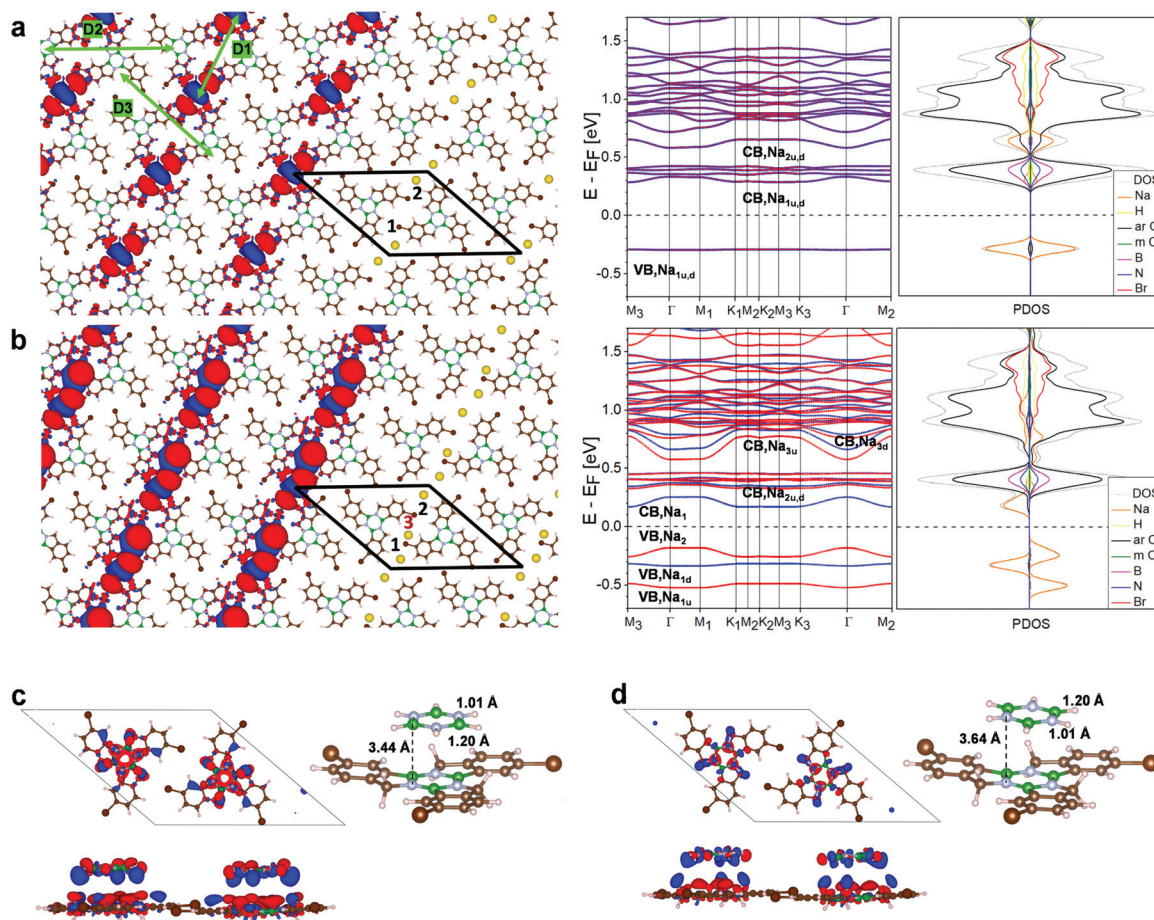 a
D2
D1
D3
2
1
E - EF [eV]
1.5
1.0
0.5
0.0
-0.5
CB,Na2u,d
CB,Na1u,d
VB,Na1u,d
M3 Γ M1 K1 M2 K2 M3 K3 Γ M2
DOS
Na
H
ar C
m C
B
N
Br
PDOS
b
2
3
1
E - EF [eV]
1.5
1.0
0.5
0.0
-0.5
CB,Na3u
CB,Na3d
CB,Na2u,d
CB,Na1
VB,Na2
VB,Na1d
VB,Na1u
M3 Γ M1 K1 M2 K2 M3 K3 Γ M2
DOS
Na
H
ar C
m C
B
N
Br
PDOS
c
1.01 Å
3.44 Å
1.20 Å
d
1.20 Å
3.64 Å
1.01 Å